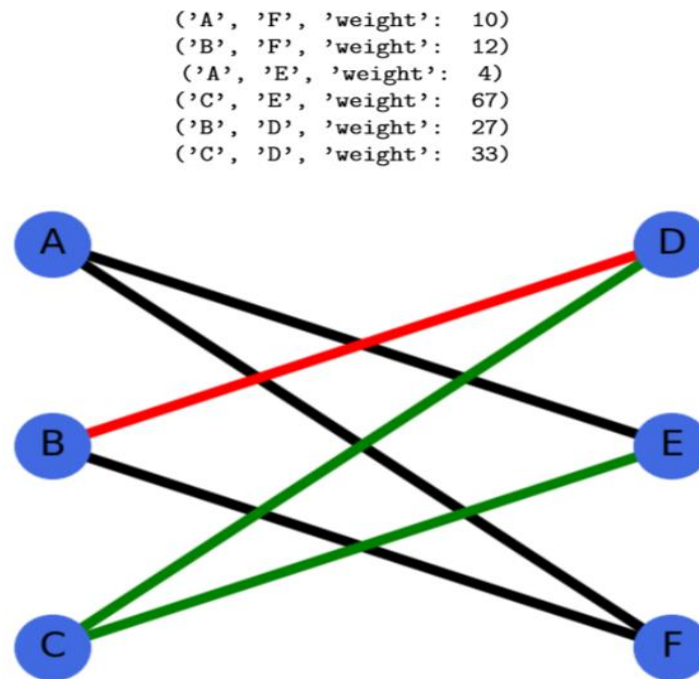 ('A', 'F', 'weight': 10)
('B', 'F', 'weight': 12)
('A', 'E', 'weight': 4)
('C', 'E', 'weight': 67)
('B', 'D', 'weight': 27)
('C', 'D', 'weight': 33)
A D
B E
C F